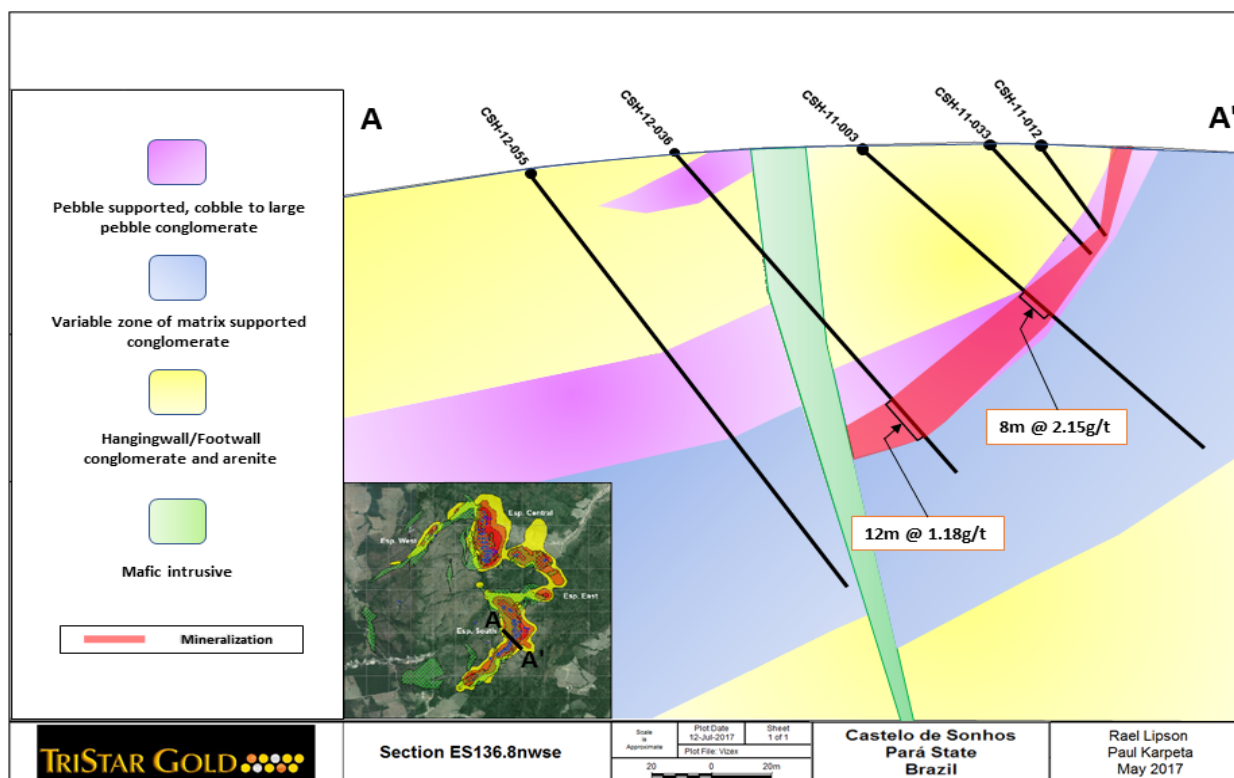 A
A'
CSH-12-055
CSH-12-036
CSH-11-003
CSH-11-033
CSH-11-012
Pebble supported, cobble to large
pebble conglomerate
Variable zone of matrix supported
conglomerate
Hangingwall/Footwall
conglomerate and arenite
Mafic intrusive
Mineralization
8m @ 2.15g/t
12m @ 1.18g/t
Esp. Central
Esp. West
Esp. East
Esp. South
A
A'
TRISTAR GOLD
Section ES136.8nwse
Scale
is
Approximate
Plot Date
12-Jul-2017
Sheet
1 of 1
Plot File: Vizex
20 0 20m
Castelo de Sonhos
Pará State
Brazil
Rael Lipson
Paul Karpeta
May 2017